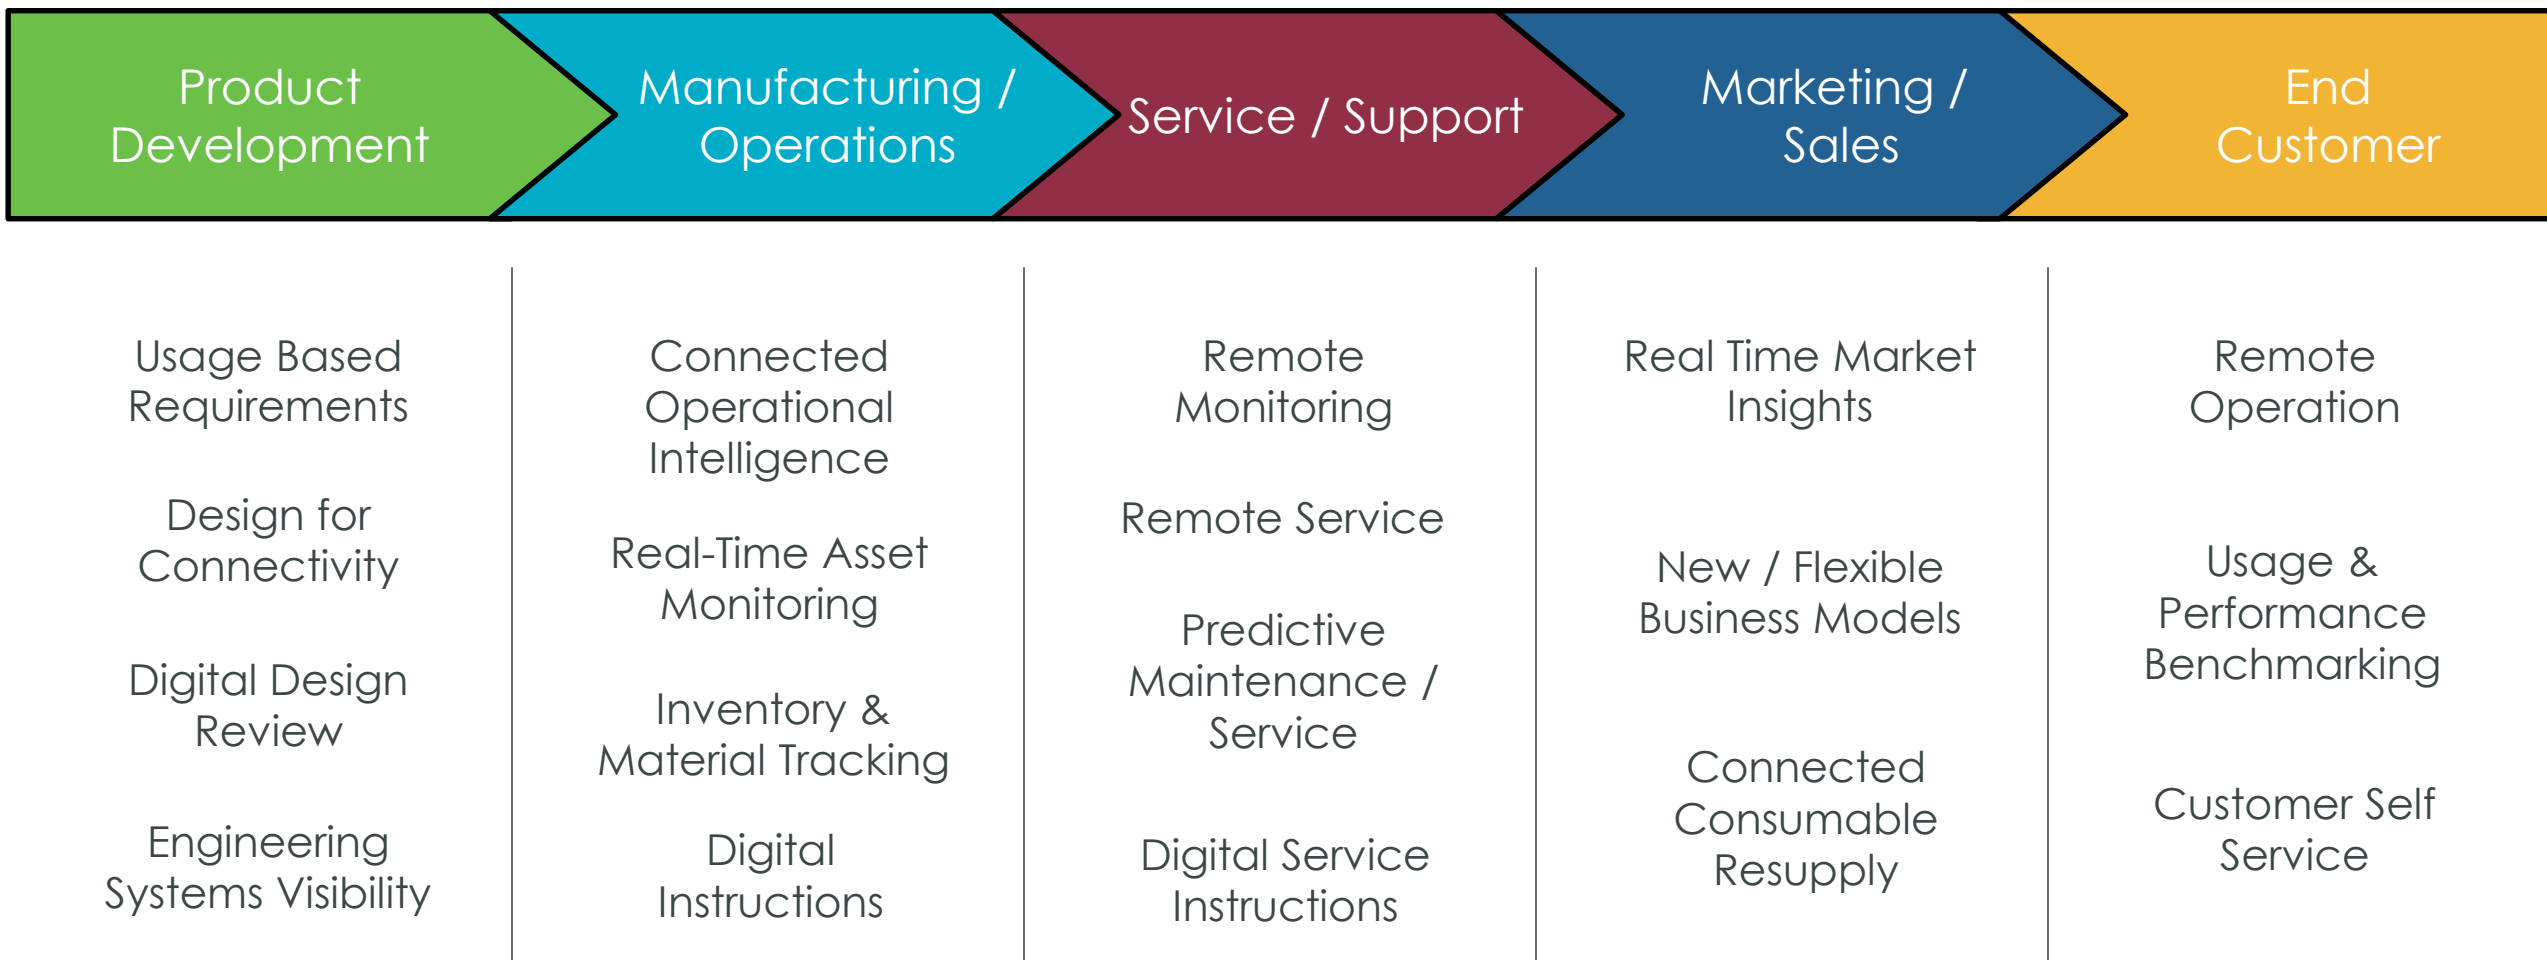 Product
Development
Manufacturing /
Operations
Service / Support
Marketing /
Sales
End
Customer
Usage Based
Requirements
Design for
Connectivity
Digital Design
Review
Engineering
Systems Visibility
Connected
Operational
Intelligence
Real-Time Asset
Monitoring
Inventory &
Material Tracking
Digital
Instructions
Remote
Monitoring
Remote Service
Predictive
Maintenance /
Service
Digital Service
Instructions
Real Time Market
Insights
New / Flexible
Business Models
Connected
Consumable
Resupply
Remote
Operation
Usage &
Performance
Benchmarking
Customer Self
Service